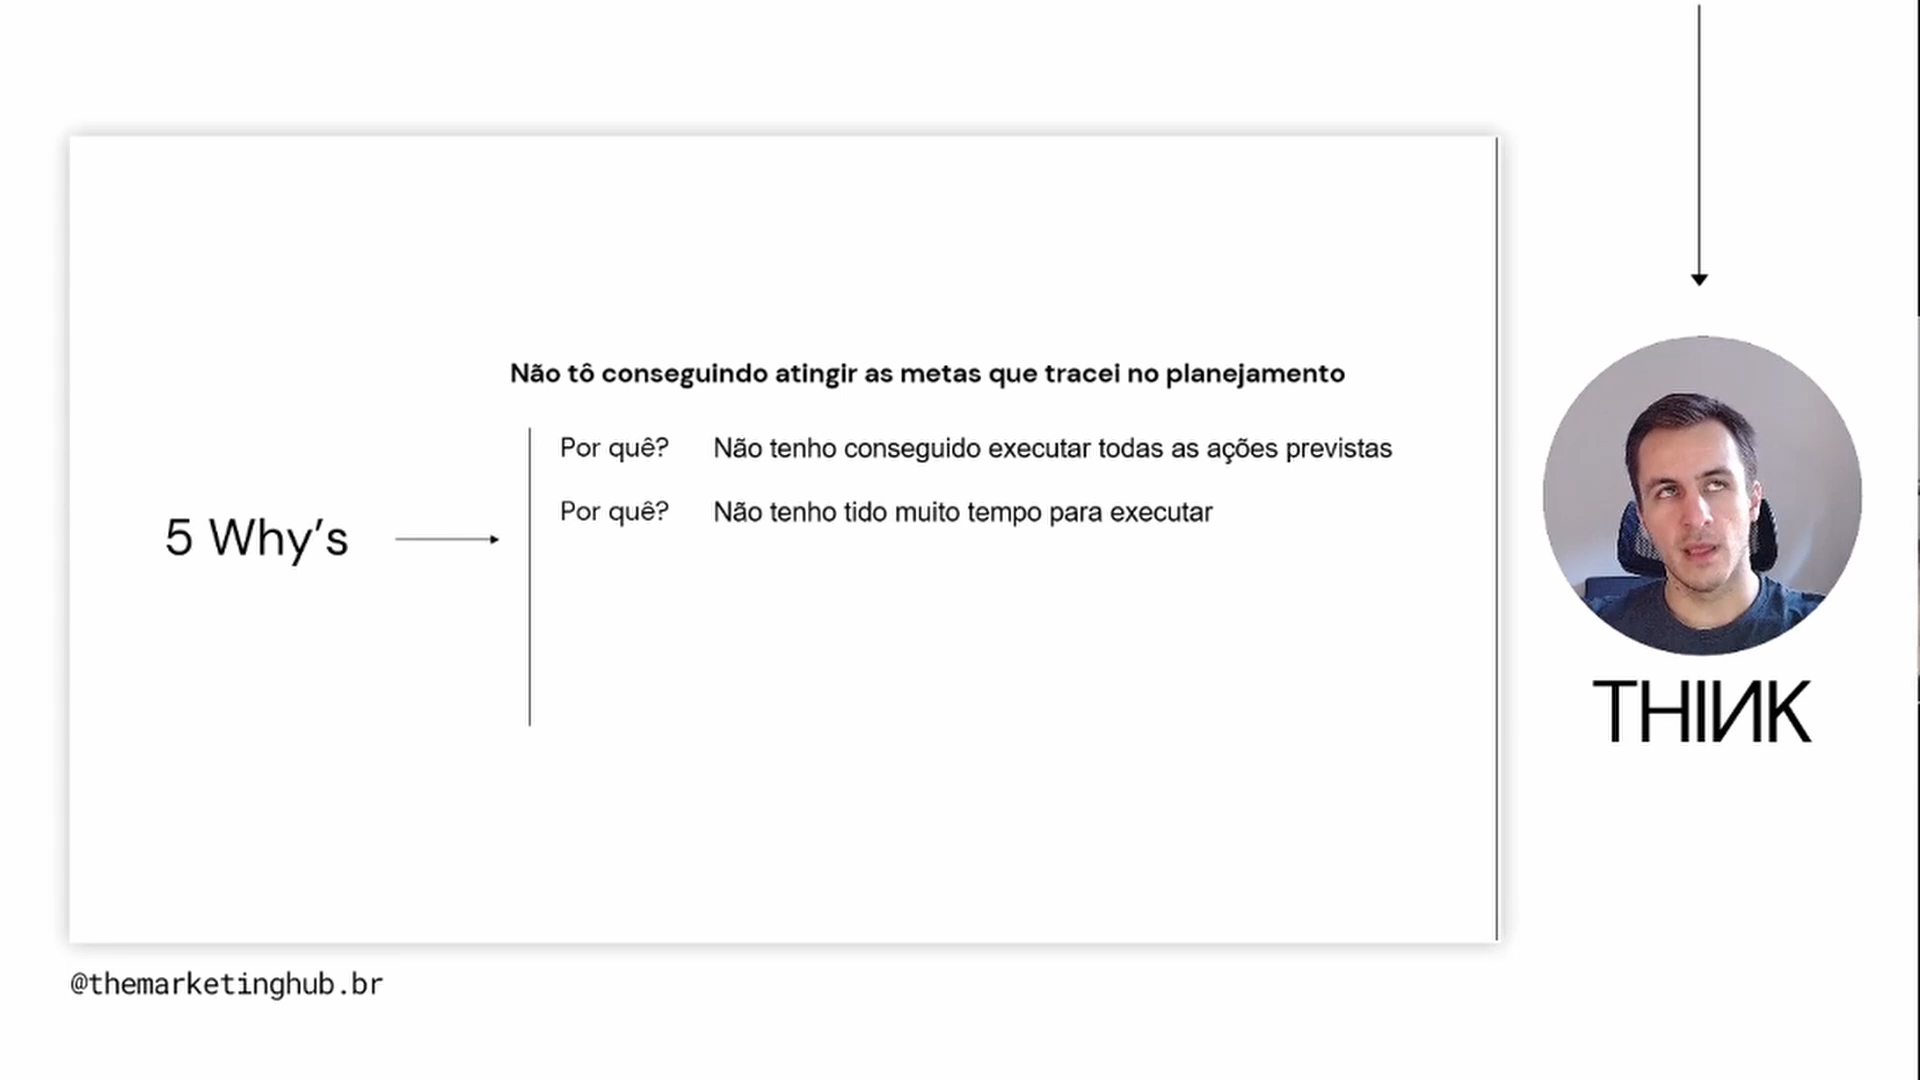 Não tô conseguindo atingir as metas que tracei no planejamento
Por quê? Não tenho conseguido executar todas as ações previstas
Por quê? Não tenho tido muito tempo para executar
5 Why’s
THINK
@themarketinghub.br